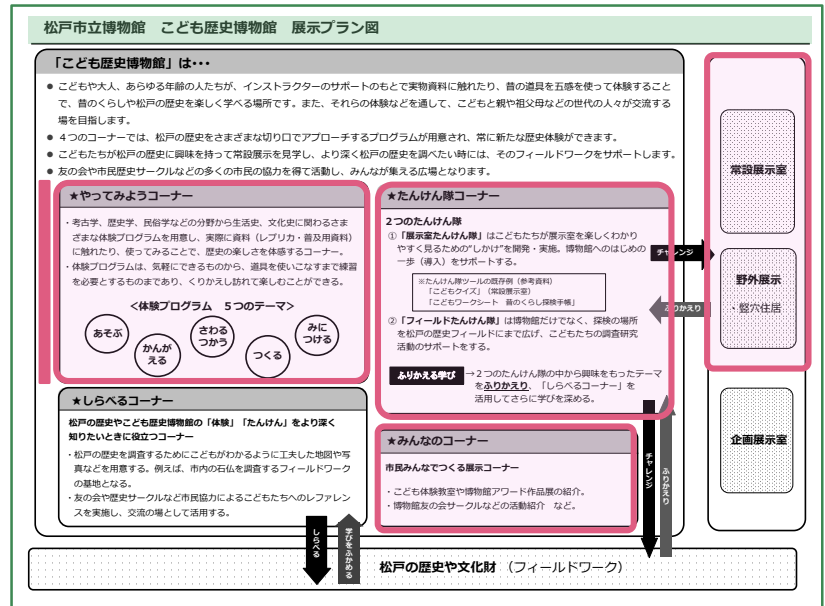 松戸市立博物館　こども歴史博物館　展示プラン図
「こども歴史博物館」は･･･
● こどもや大人、あらゆる年齢の人たちが、インストラクターのサポートのもとで実物資料に触れたり、昔の道具を五感を使って体験すること
で、昔のくらしや松戸の歴史を楽しく学べる場所です。また、それらの体験などを通して、こどもと親や祖父母などの世代の人々が交流する
場を目指します。
● ４つのコーナーでは、松戸の歴史をさまざまな切り口でアプローチするプログラムが用意され、常に新たな歴史体験ができます。
● こどもたちが松戸の歴史に興味を持って常設展示を見学し、より深く松戸の歴史を調べたい時には、そのフィールドワークをサポートします。
● 友の会や市民歴史サークルなどの多くの市民の協力を得て活動し、みんなが集える広場となります。
★やってみようコーナー
・考古学、歴史学、民俗学などの分野から生活史、文化史に関わるさま
ざまな体験プログラムを用意し、実際に資料（レプリカ・普及用資料）
に触れたり、使ってみることで、歴史の楽しさを体感するコーナー。
・体験プログラムは、気軽にできるものから、道具を使いこなすまで練習
を必要とするものまであり、くりかえし訪れて楽しむことができる。
＜体験プログラム　５つのテーマ＞
あそぶ
かんが
える
さわる
つかう
つくる
みに
つける
★たんけん隊コーナー
２つのたんけん隊
①「展示室たんけん隊」はこどもたちが展示室を楽しくわかり
やすく見るための“しかけ”を開発・実施。博物館へのはじめの
一歩（導入）をサポートする。
※たんけん隊ツールの既存例（参考資料）
「こどもクイズ」（常設展示室）
「こどもワークシート　昔のくらし探検手帳」
②「フィールドたんけん隊」は博物館だけでなく、探検の場所
を松戸の歴史フィールドにまで広げ、こどもたちの調査研究
活動のサポートをする。
ふりかえる学び
→２つのたんけん隊の中から興味をもったテーマ
をふりかえり、「しらべるコーナー」を
活用してさらに学びを深める。
チャレンジ
ふりかえり
常設展示室
野外展示
・竪穴住居
企画展示室
★しらべるコーナー
松戸の歴史やこども歴史博物館の「体験」「たんけん」をより深く
知りたいときに役立つコーナー
・松戸の歴史を調査するためにこどもがわかるように工夫した地図や写
真などを用意する。例えば、市内の石仏を調査するフィールドワーク
の基地となる。
・友の会や歴史サークルなど市民協力によるこどもたちへのレファレン
スを実施し、交流の場として活用する。
★みんなのコーナー
市民みんなでつくる展示コーナー
・こども体験教室や博物館アワード作品展の紹介。
・博物館友の会サークルなどの活動紹介　など。
チャレンジ
ふりかえり
しらべる
学びをふかめる
松戸の歴史や文化財（フィールドワーク）